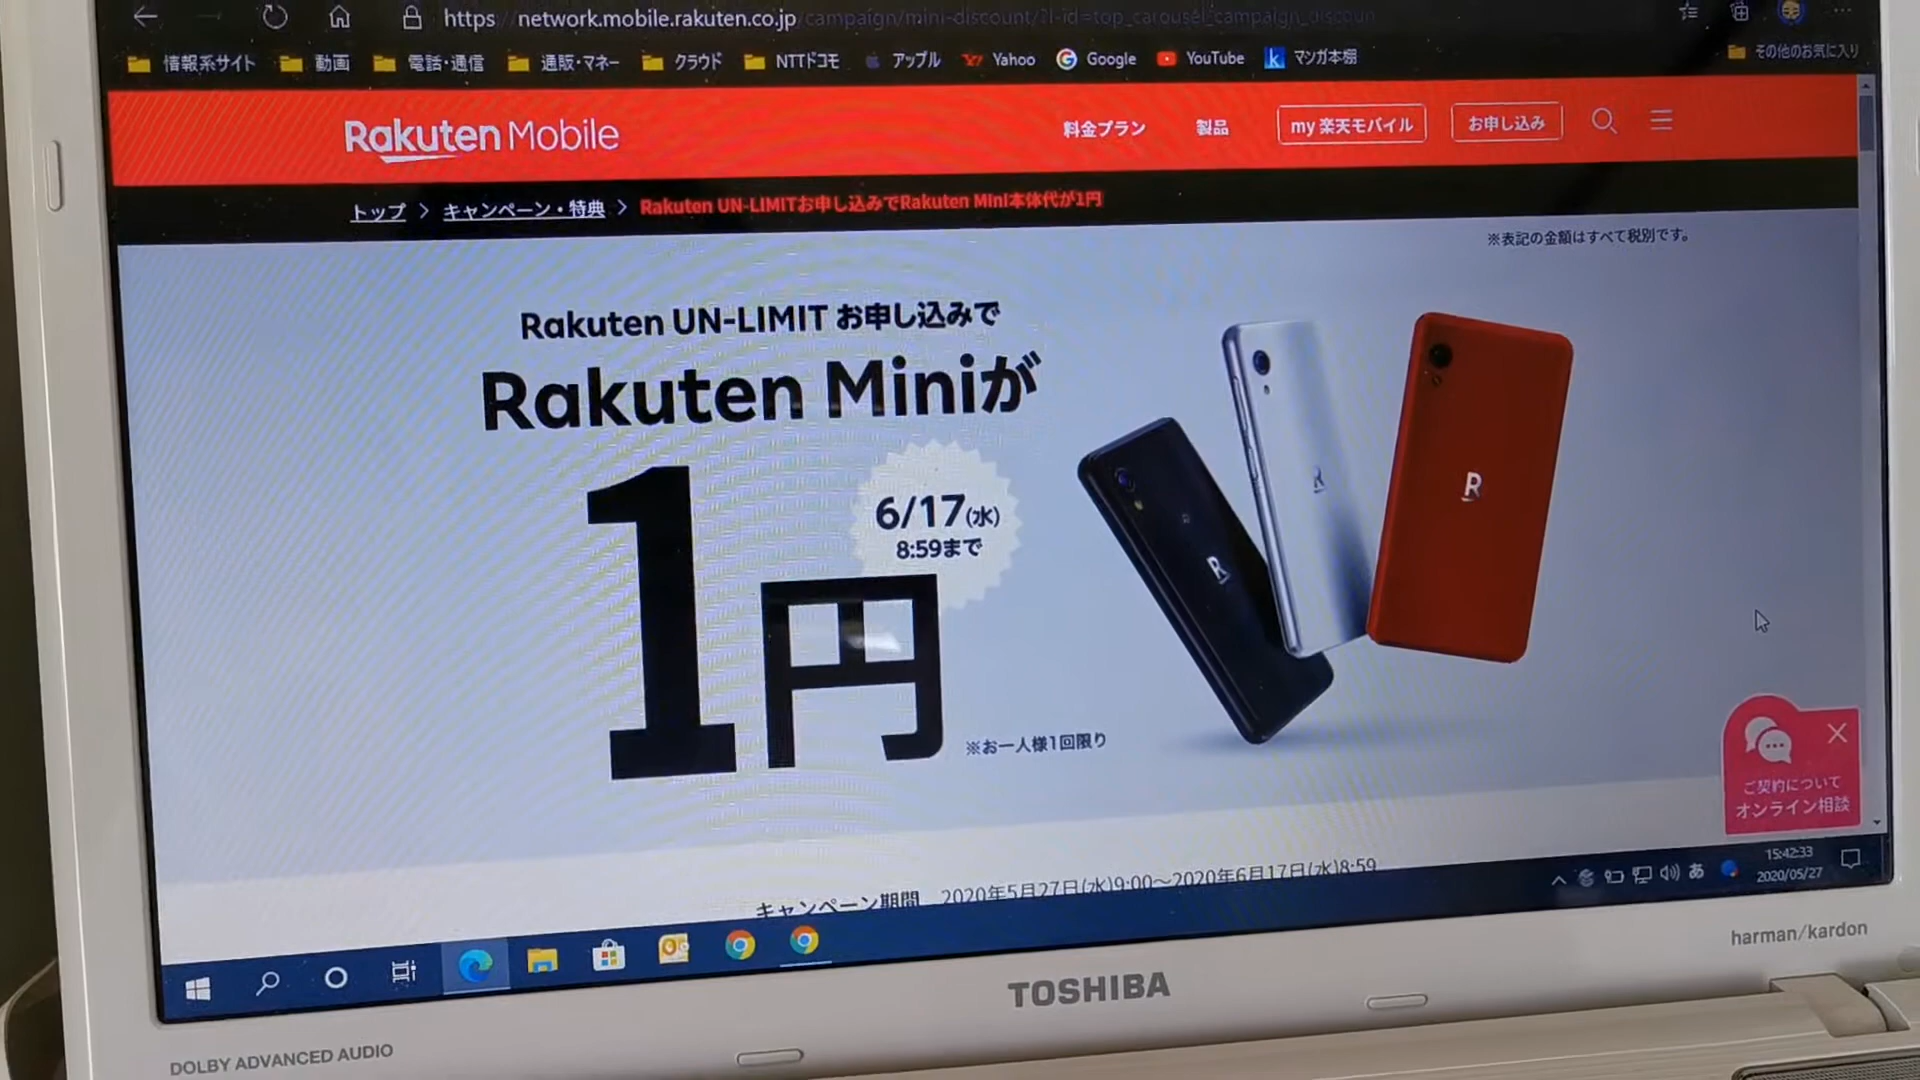 https://network.mobile.rakuten.co.jp/campaign/mini-discount/?l-id=top_carousel_campaign_discoun
情報系サイト 動画 電話・通信 通販・マネー クラウド NTTドコモ アップル Yahoo Google YouTube マンガ本棚 その他のお気に入り
Rakuten Mobile 料金プラン 製品 my 楽天モバイル お申し込み
トップ > キャンペーン・特典 > Rakuten UN-LIMITお申し込みでRakuten Mini本体代が1円
※表記の金額はすべて税別です。
Rakuten UN-LIMIT お申し込みで
Rakuten Miniが
1円
6/17(水)
8:59まで
※お一人様1回限り
R
R
R
ご契約について
オンライン相談
キャンペーン期間 2020年5月27日(水)9:00～2020年6月17日(水)8:59
あ
15:42:33
2020/05/27
harman/kardon
TOSHIBA
DOLBY ADVANCED AUDIO